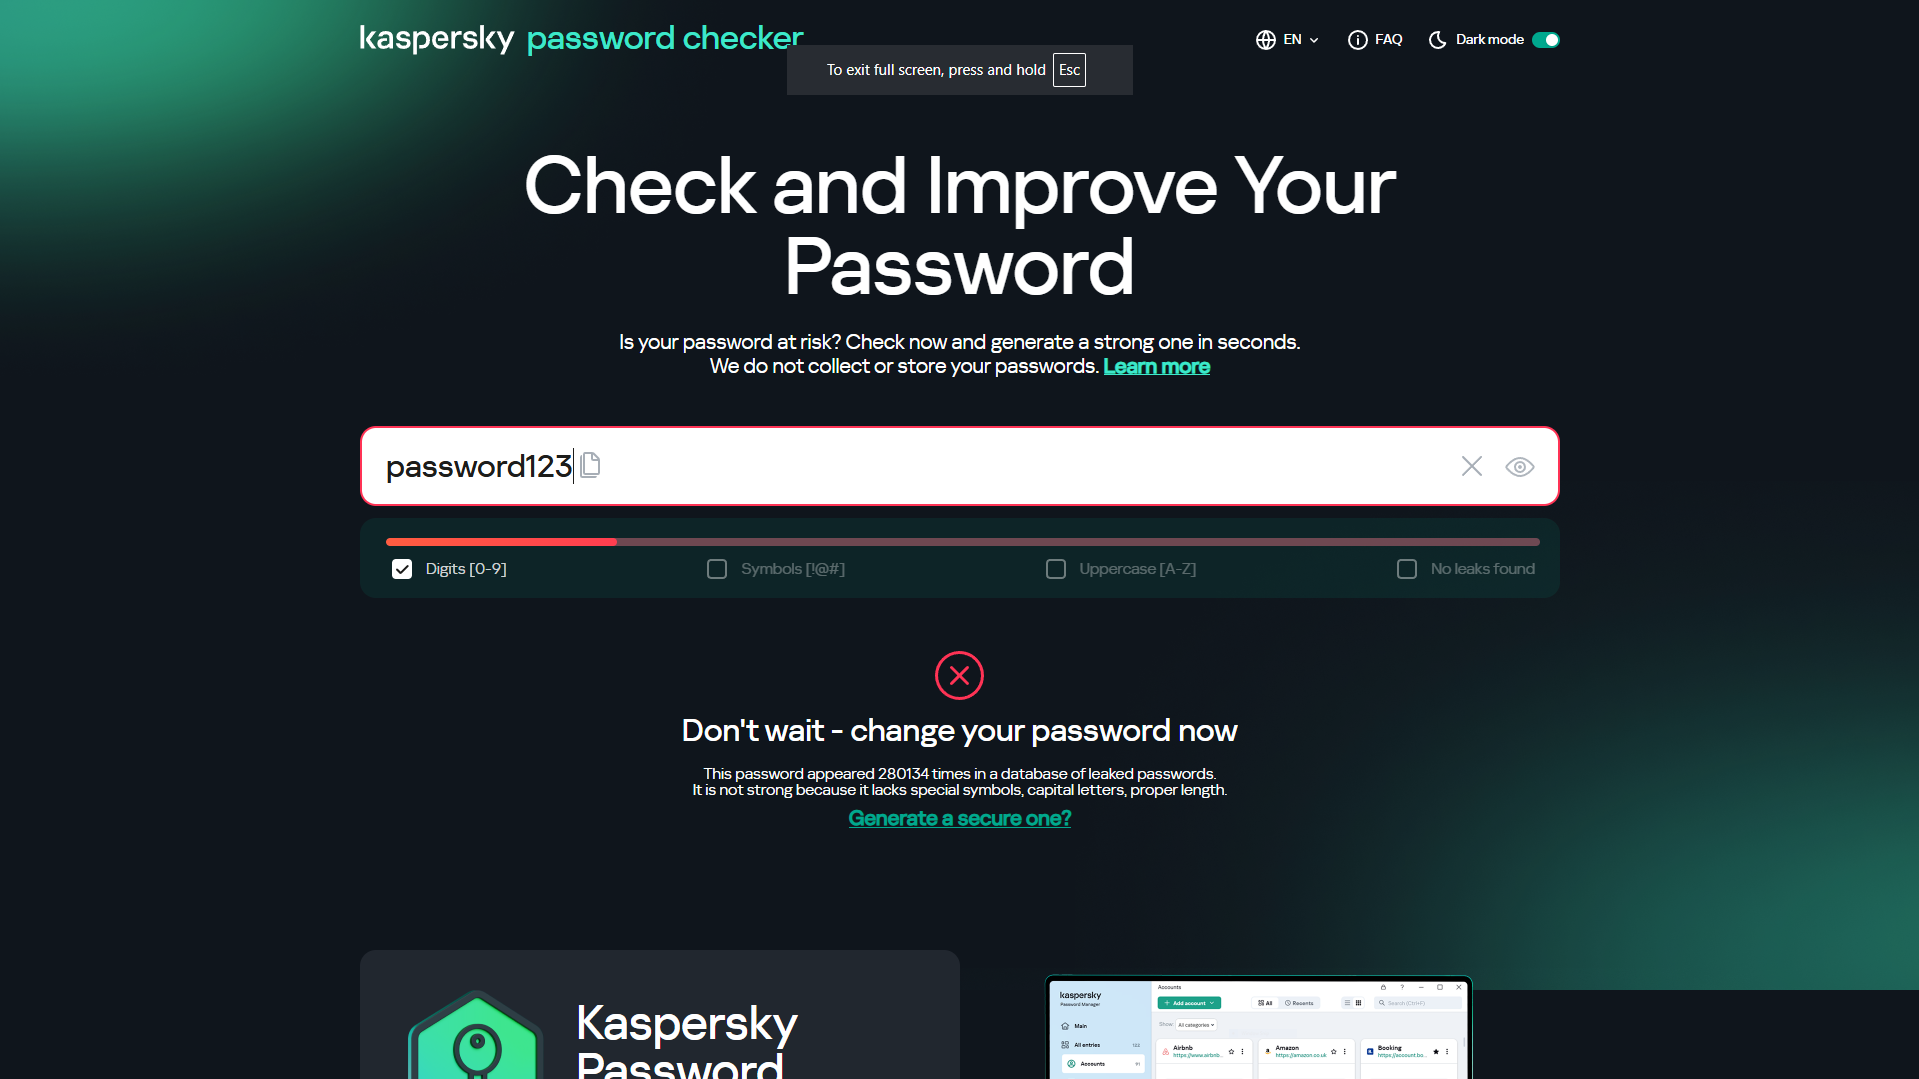 kaspersky password checker
EN
FAQ
Dark mode
To exit full screen, press and hold Esc
Check and Improve Your
Password
Is your password at risk? Check now and generate a strong one in seconds.
We do not collect or store your passwords. Learn more
password123
Digits [0-9]
Symbols [!@#]
Uppercase [A-Z]
No leaks found
Don't wait - change your password now
This password appeared 280134 times in a database of leaked passwords.
It is not strong because it lacks special symbols, capital letters, proper length.
Generate a secure one?
Kaspersky
Password
kaspersky
Password Manager
Main
All entries 122
Accounts 91
Accounts
+ Add account
All
Recents
Search (Ctrl+F)
Show: All categories
Airbnb
https://www.airbnb...
Amazon
https://amazon.co.uk
Booking
https://account.bo...